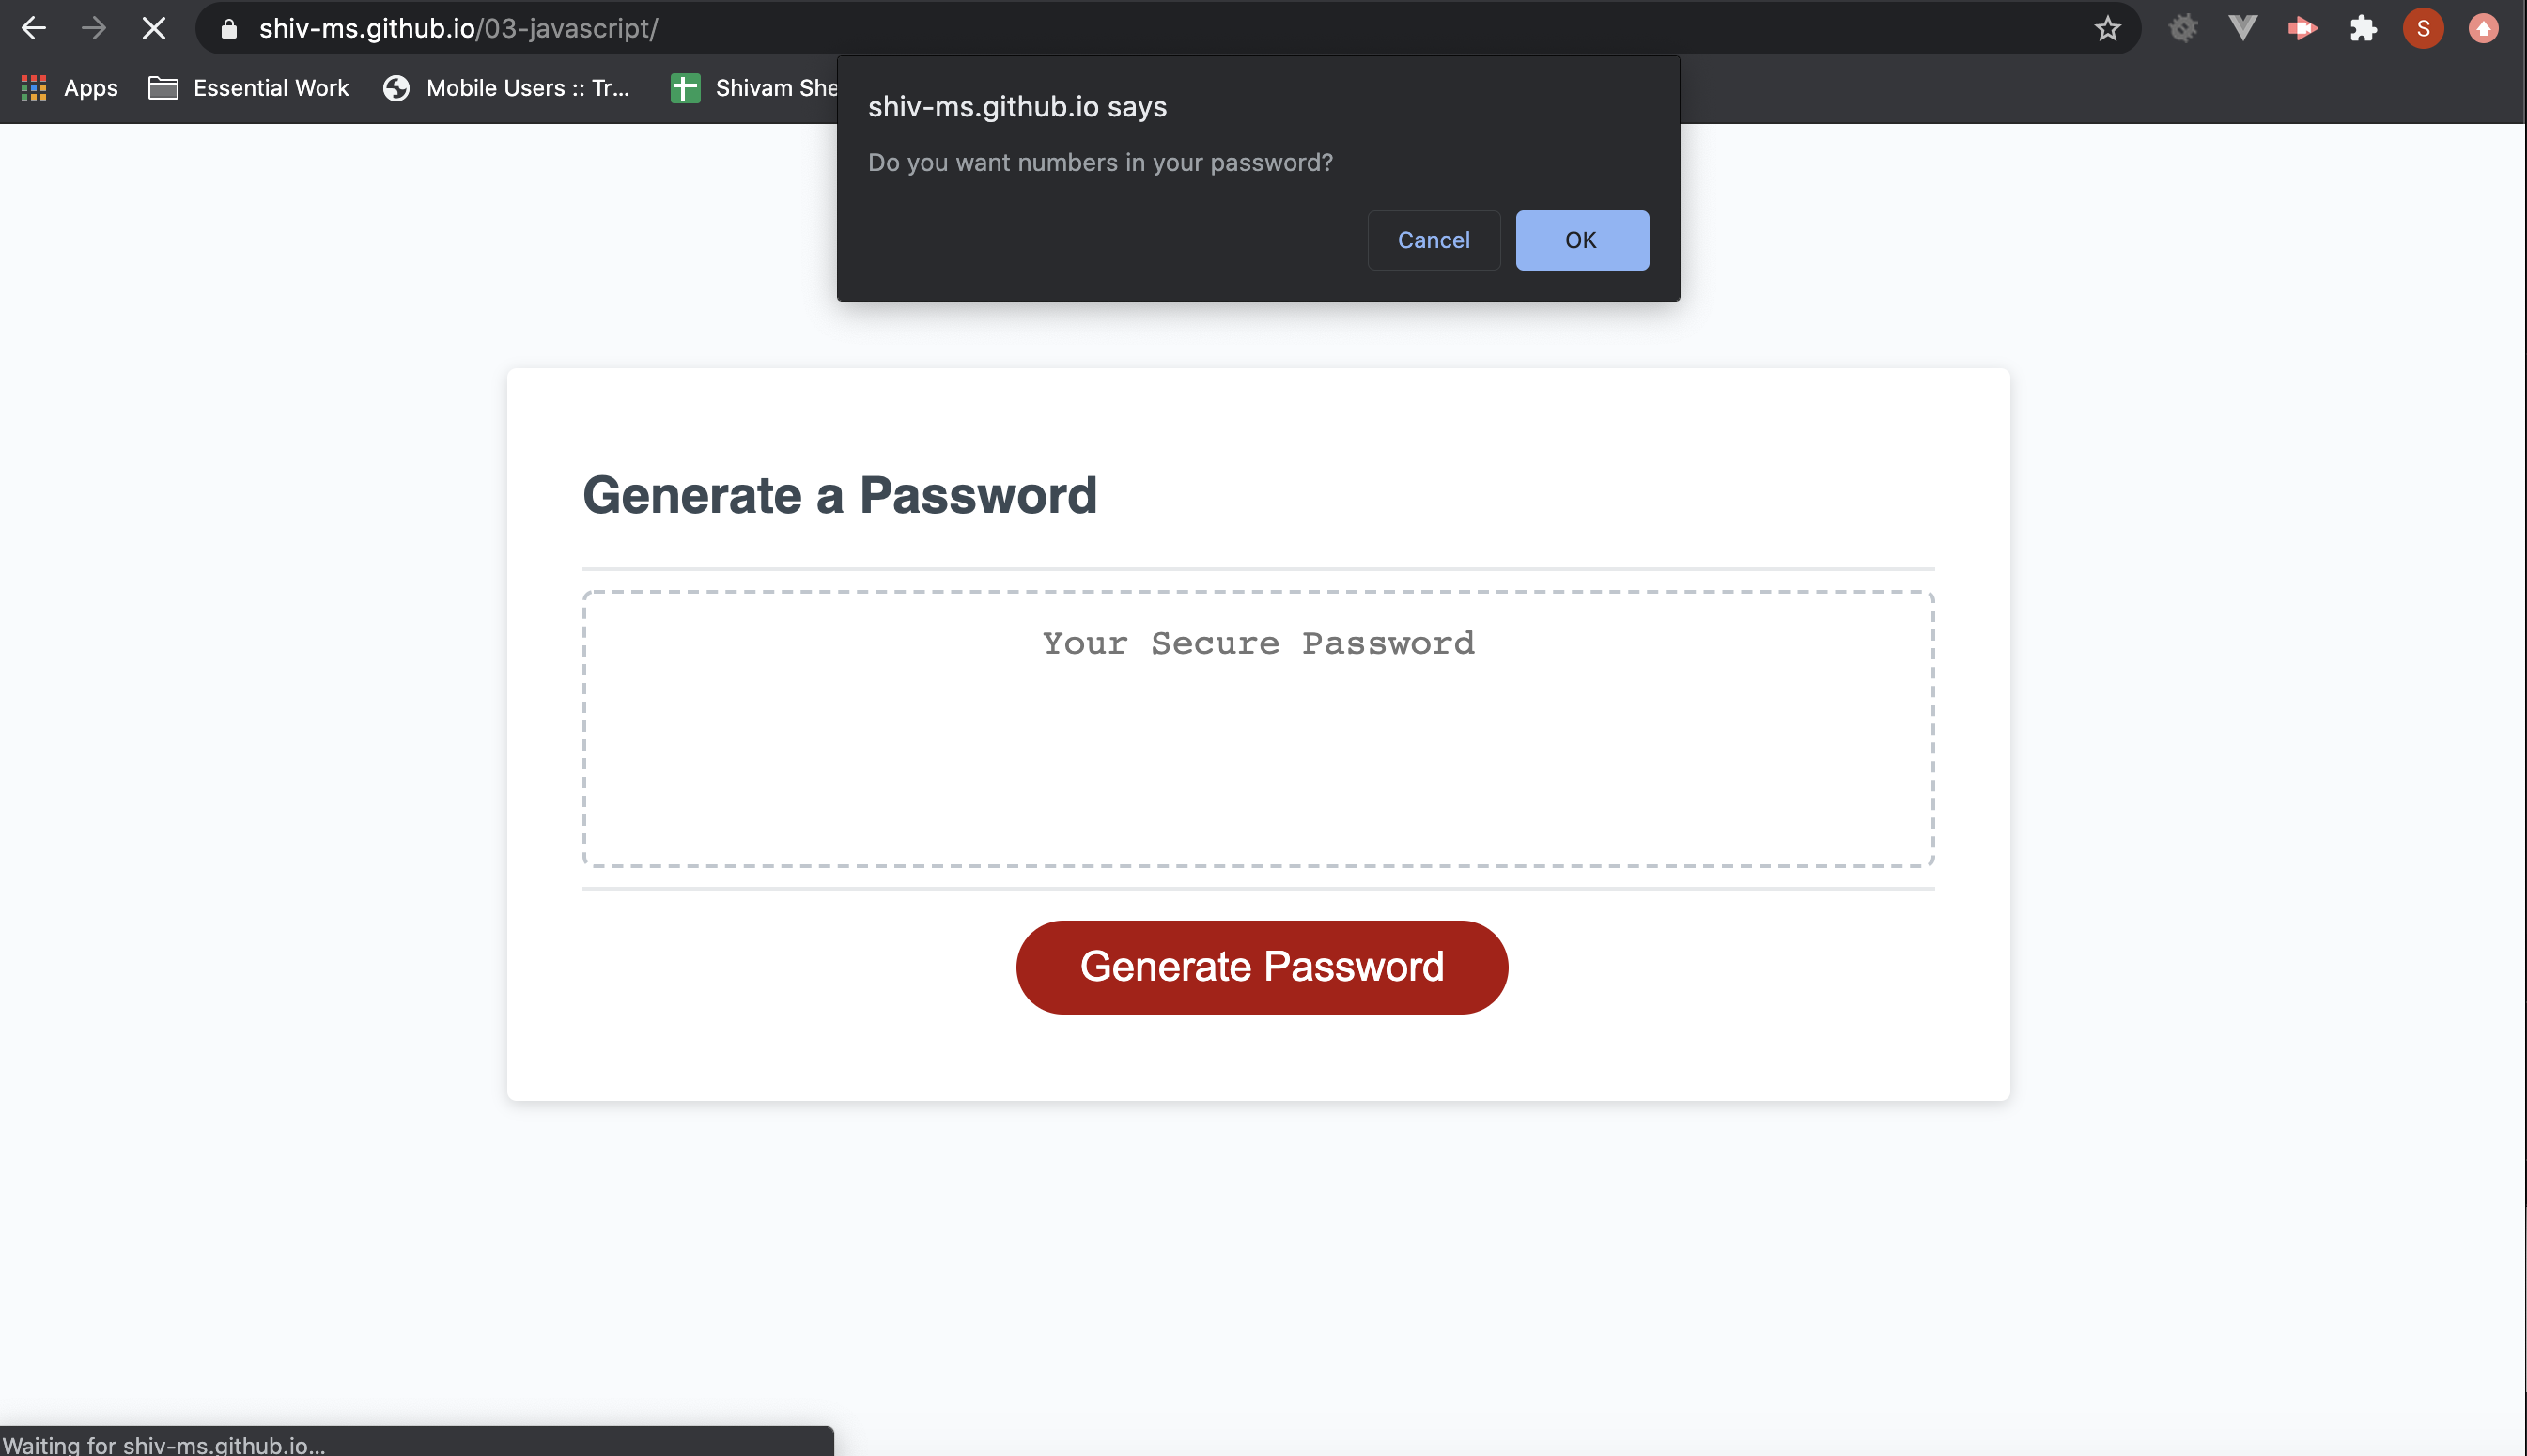 shiv-ms.github.io/03-javascript/
S
Apps
Essential Work
Mobile Users :: Tr...
Shivam She
shiv-ms.github.io says
Do you want numbers in your password?
Cancel
OK
Generate a Password
Your Secure Password
Generate Password
Waiting for shiv-ms.github.io...